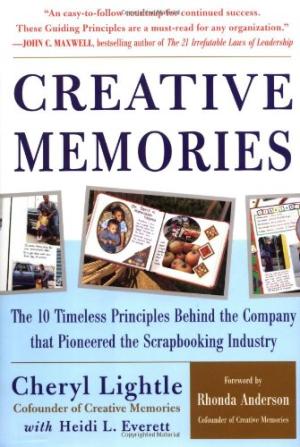 "An easy-to-follow outline for continued success.
These Guiding Principles are a must-read for any organization."
—JOHN C. MAXWELL, bestselling author of The 21 Irrefutable Laws of Leadership
CREATIVE
MEMORIES
The 10 Timeless Principles Behind the Company
that Pioneered the Scrapbooking Industry
Cheryl Lightle
Cofounder of Creative Memories
with Heidi L. Everett
Foreword by
Rhonda Anderson
Cofounder of Creative Memories
Copyrighted Material